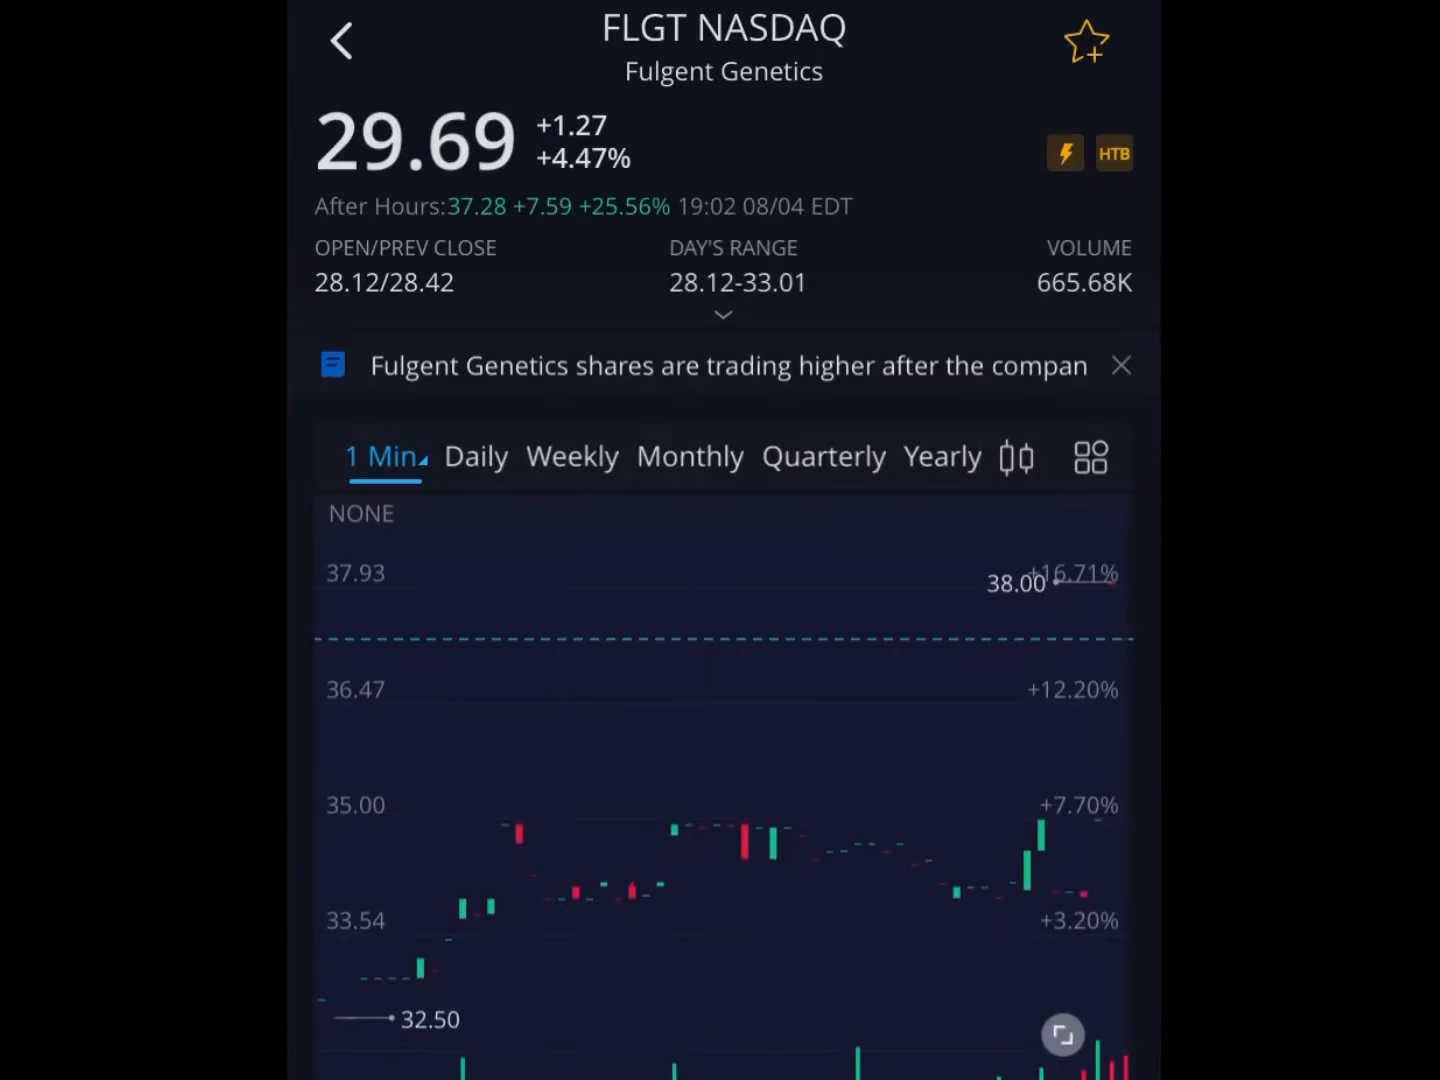 FLGT NASDAQ
Fulgent Genetics
29.69
+1.27
+4.47%
HTB
After Hours:37.28 +7.59 +25.56% 19:02 08/04 EDT
OPEN/PREV CLOSE DAY'S RANGE VOLUME
28.12/28.42 28.12-33.01 665.68K
Fulgent Genetics shares are trading higher after the compan
1 Min Daily Weekly Monthly Quarterly Yearly
NONE
37.93 +16.71%
38.00
36.47 +12.20%
35.00 +7.70%
33.54 +3.20%
32.50